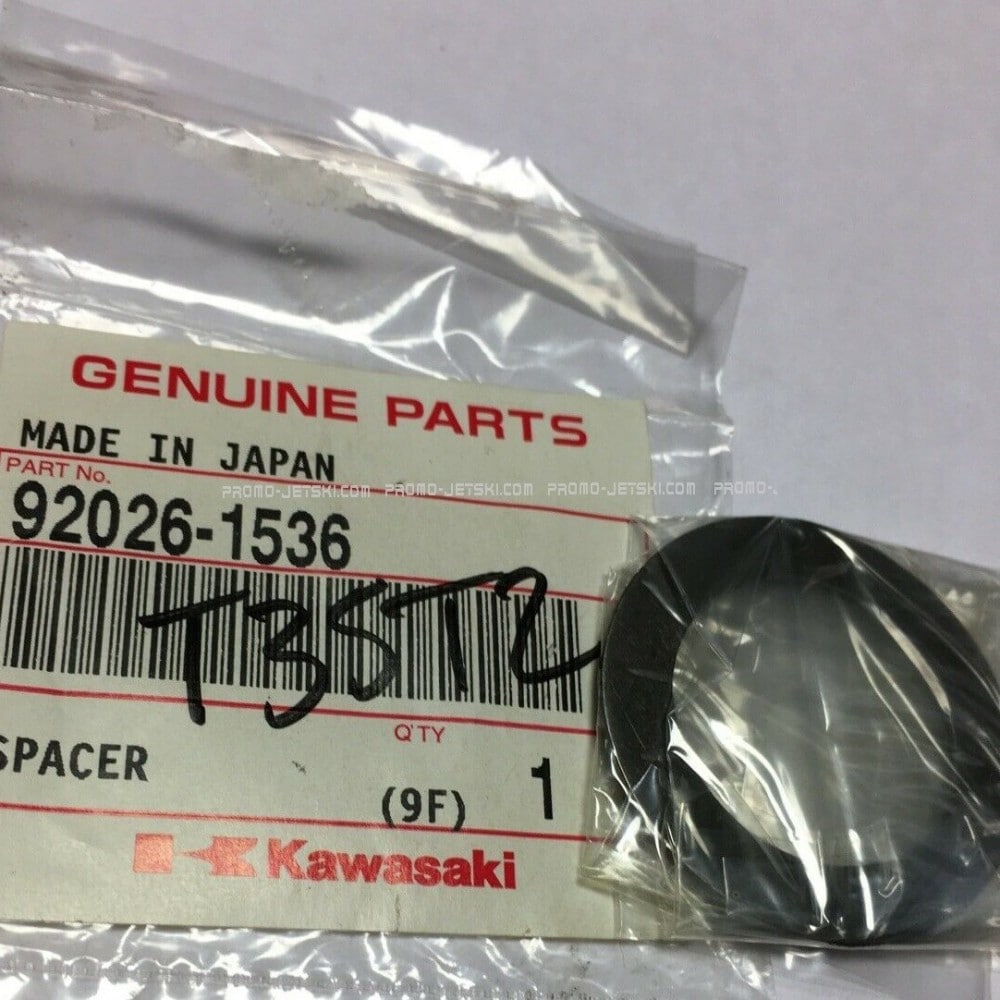 GENUINE PARTS
MADE IN JAPAN
PART No.
PROMO-JETSKI.COM PROMO-JETSKI.COM PROMO-JETSKI.COM PROMO-
92026-1536
T35T2
Q'TY
SPACER
(9F) 1
Kawasaki